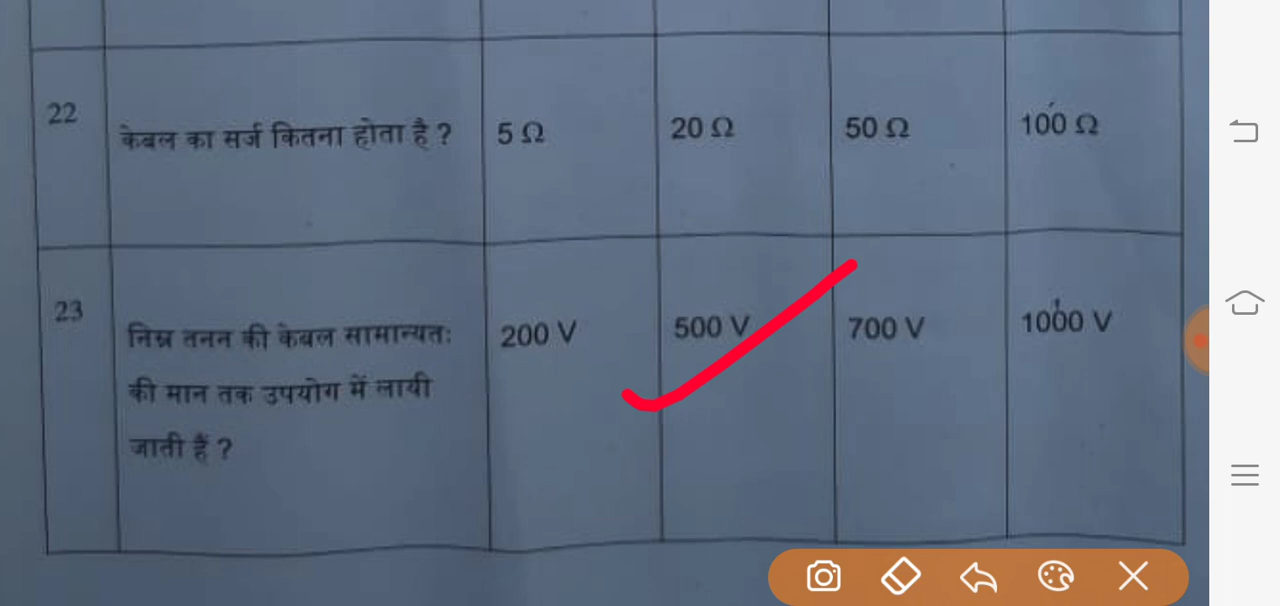 22
केबल का सर्ज कितना होता है ?
5 Ω
20 Ω
50 Ω
100 Ω
23
निम्न तनन की केबल सामान्यतः
की मान तक उपयोग में लायी
जाती हैं ?
200 V
500 V
700 V
1000 V